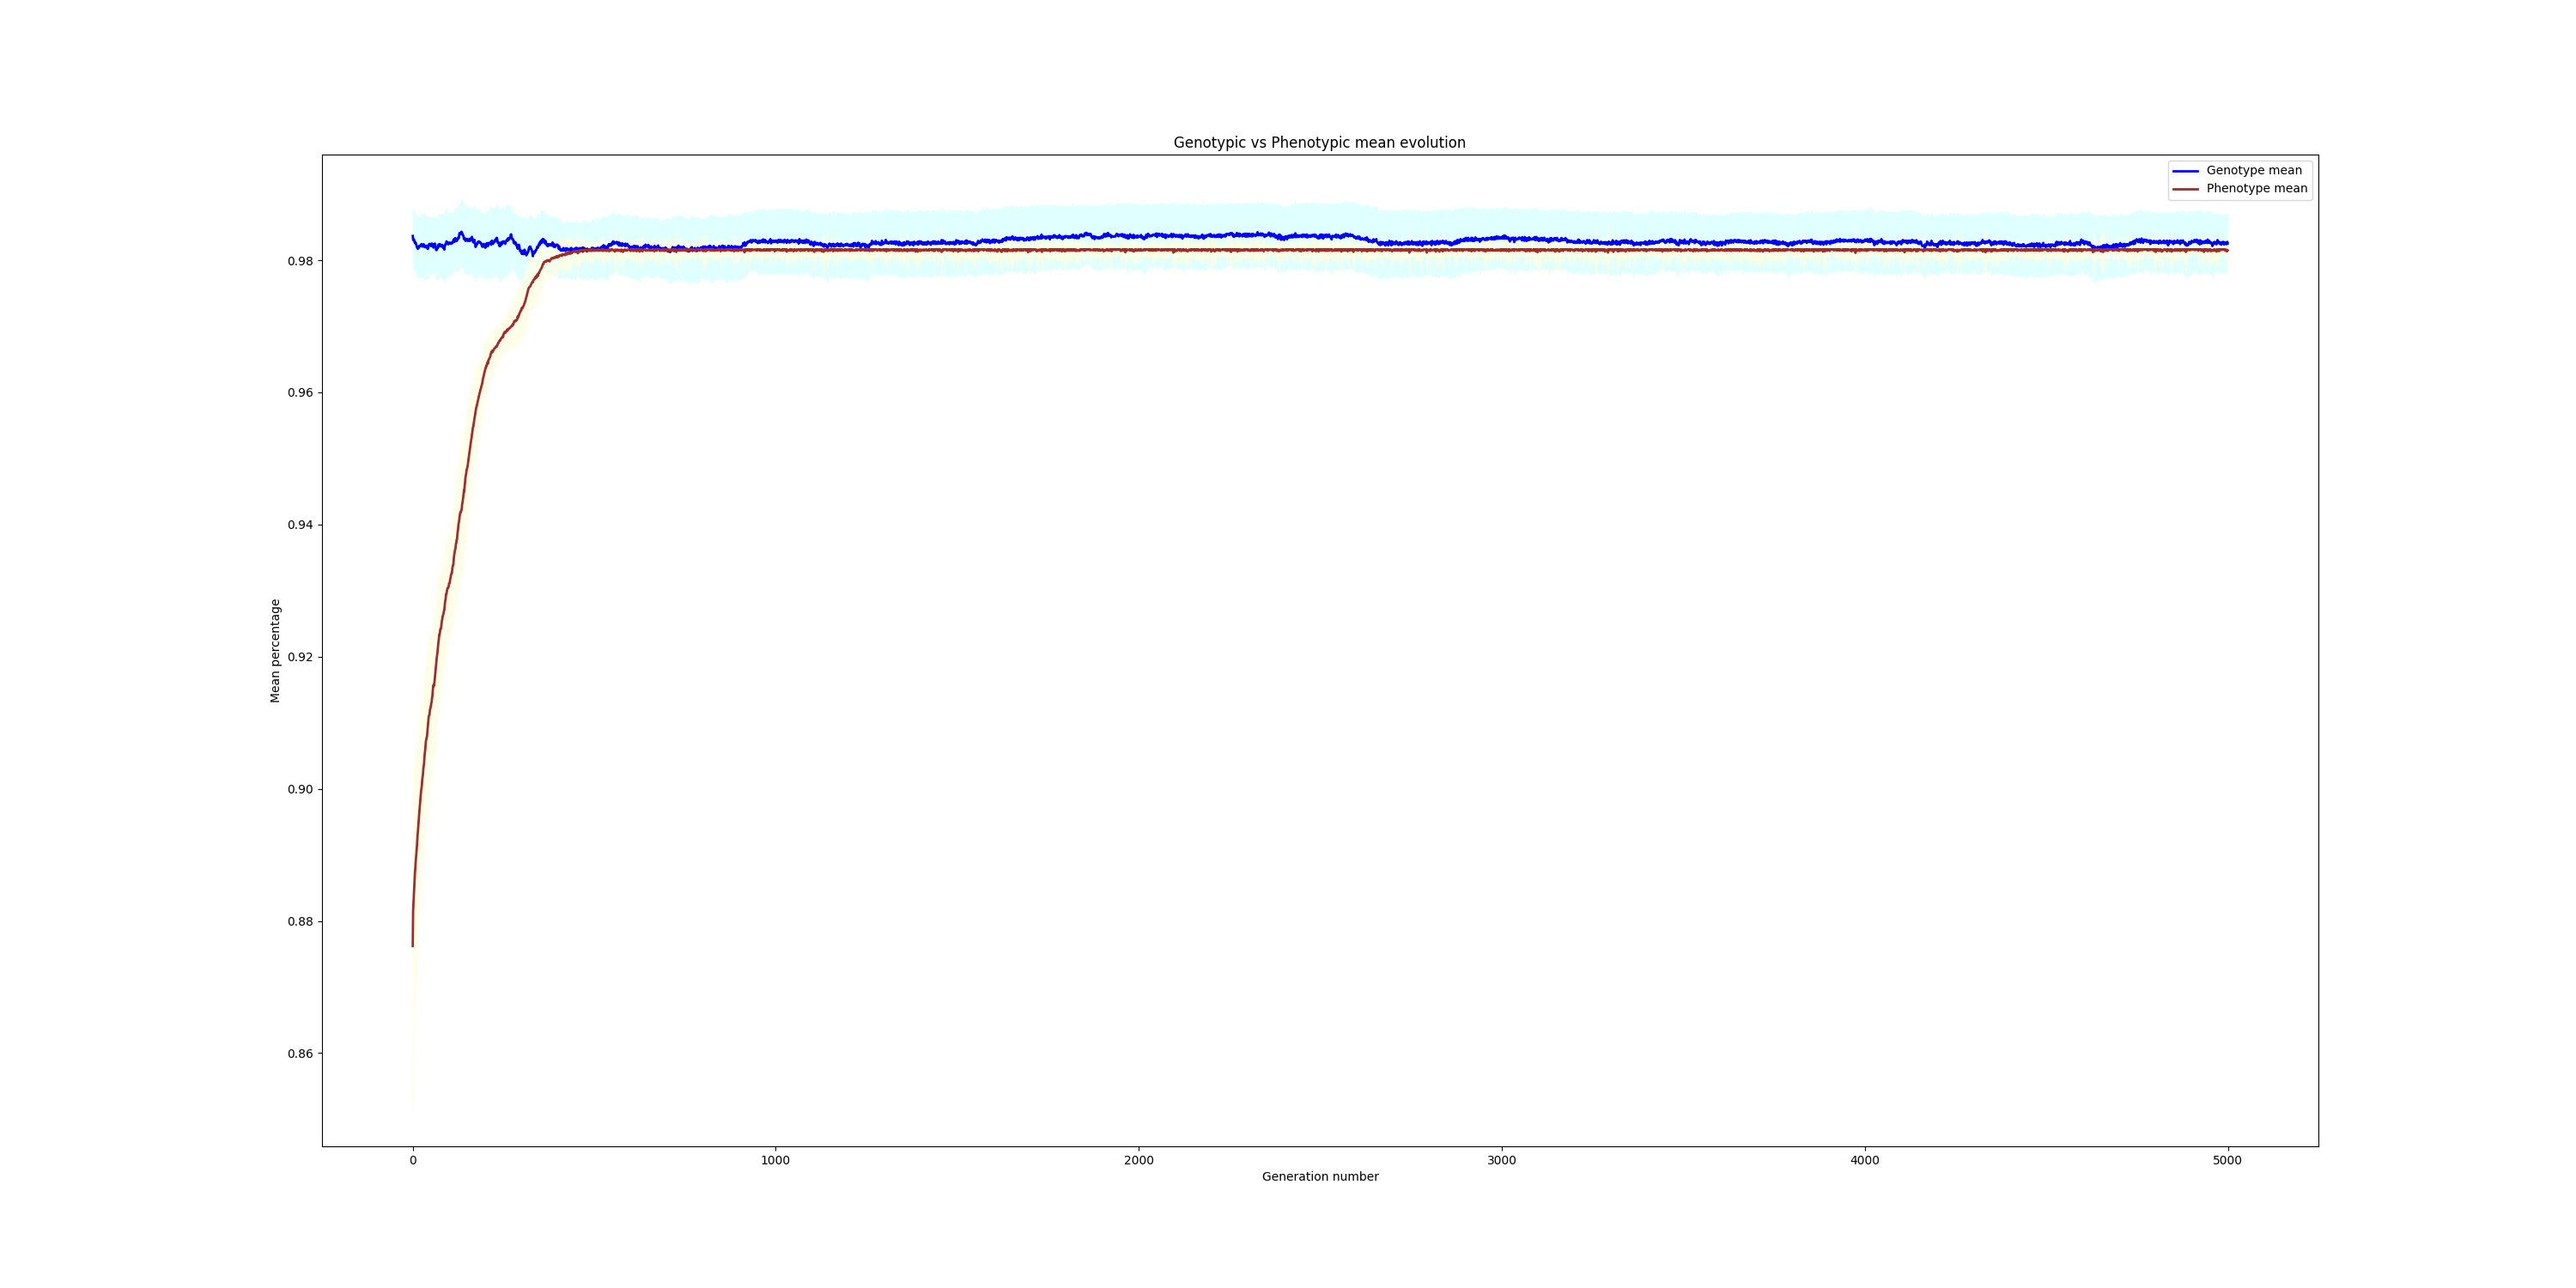 Genotypic vs Phenotypic mean evolution
Genotype mean
Phenotype mean
0.98
0.96
0.94
0.92
0.90
0.88
0.86
Mean percentage
0 1000 2000 3000 4000 5000
Generation number